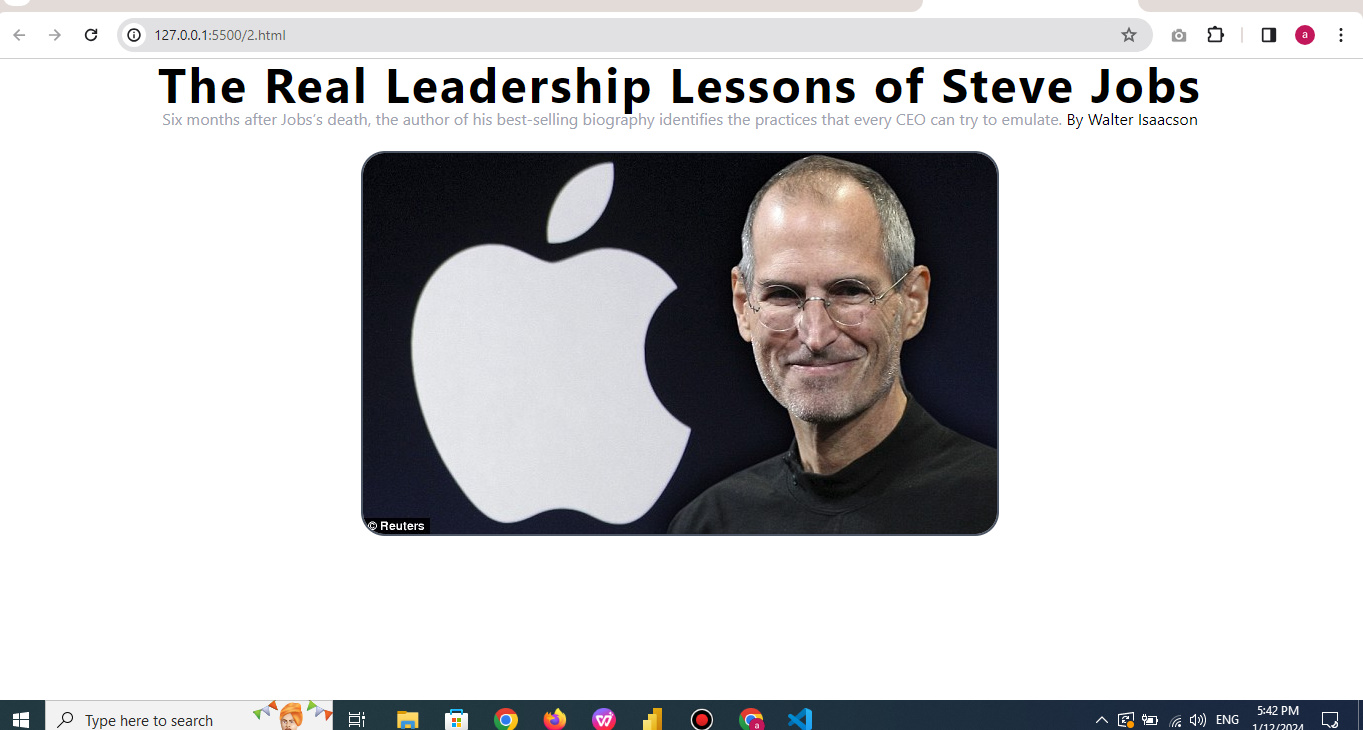 127.0.0.1:5500/2.html
a
The Real Leadership Lessons of Steve Jobs
Six months after Jobs's death, the author of his best-selling biography identifies the practices that every CEO can try to emulate. By Walter Isaacson
© Reuters
Type here to search
a
ENG
5:42 PM
1/12/2024